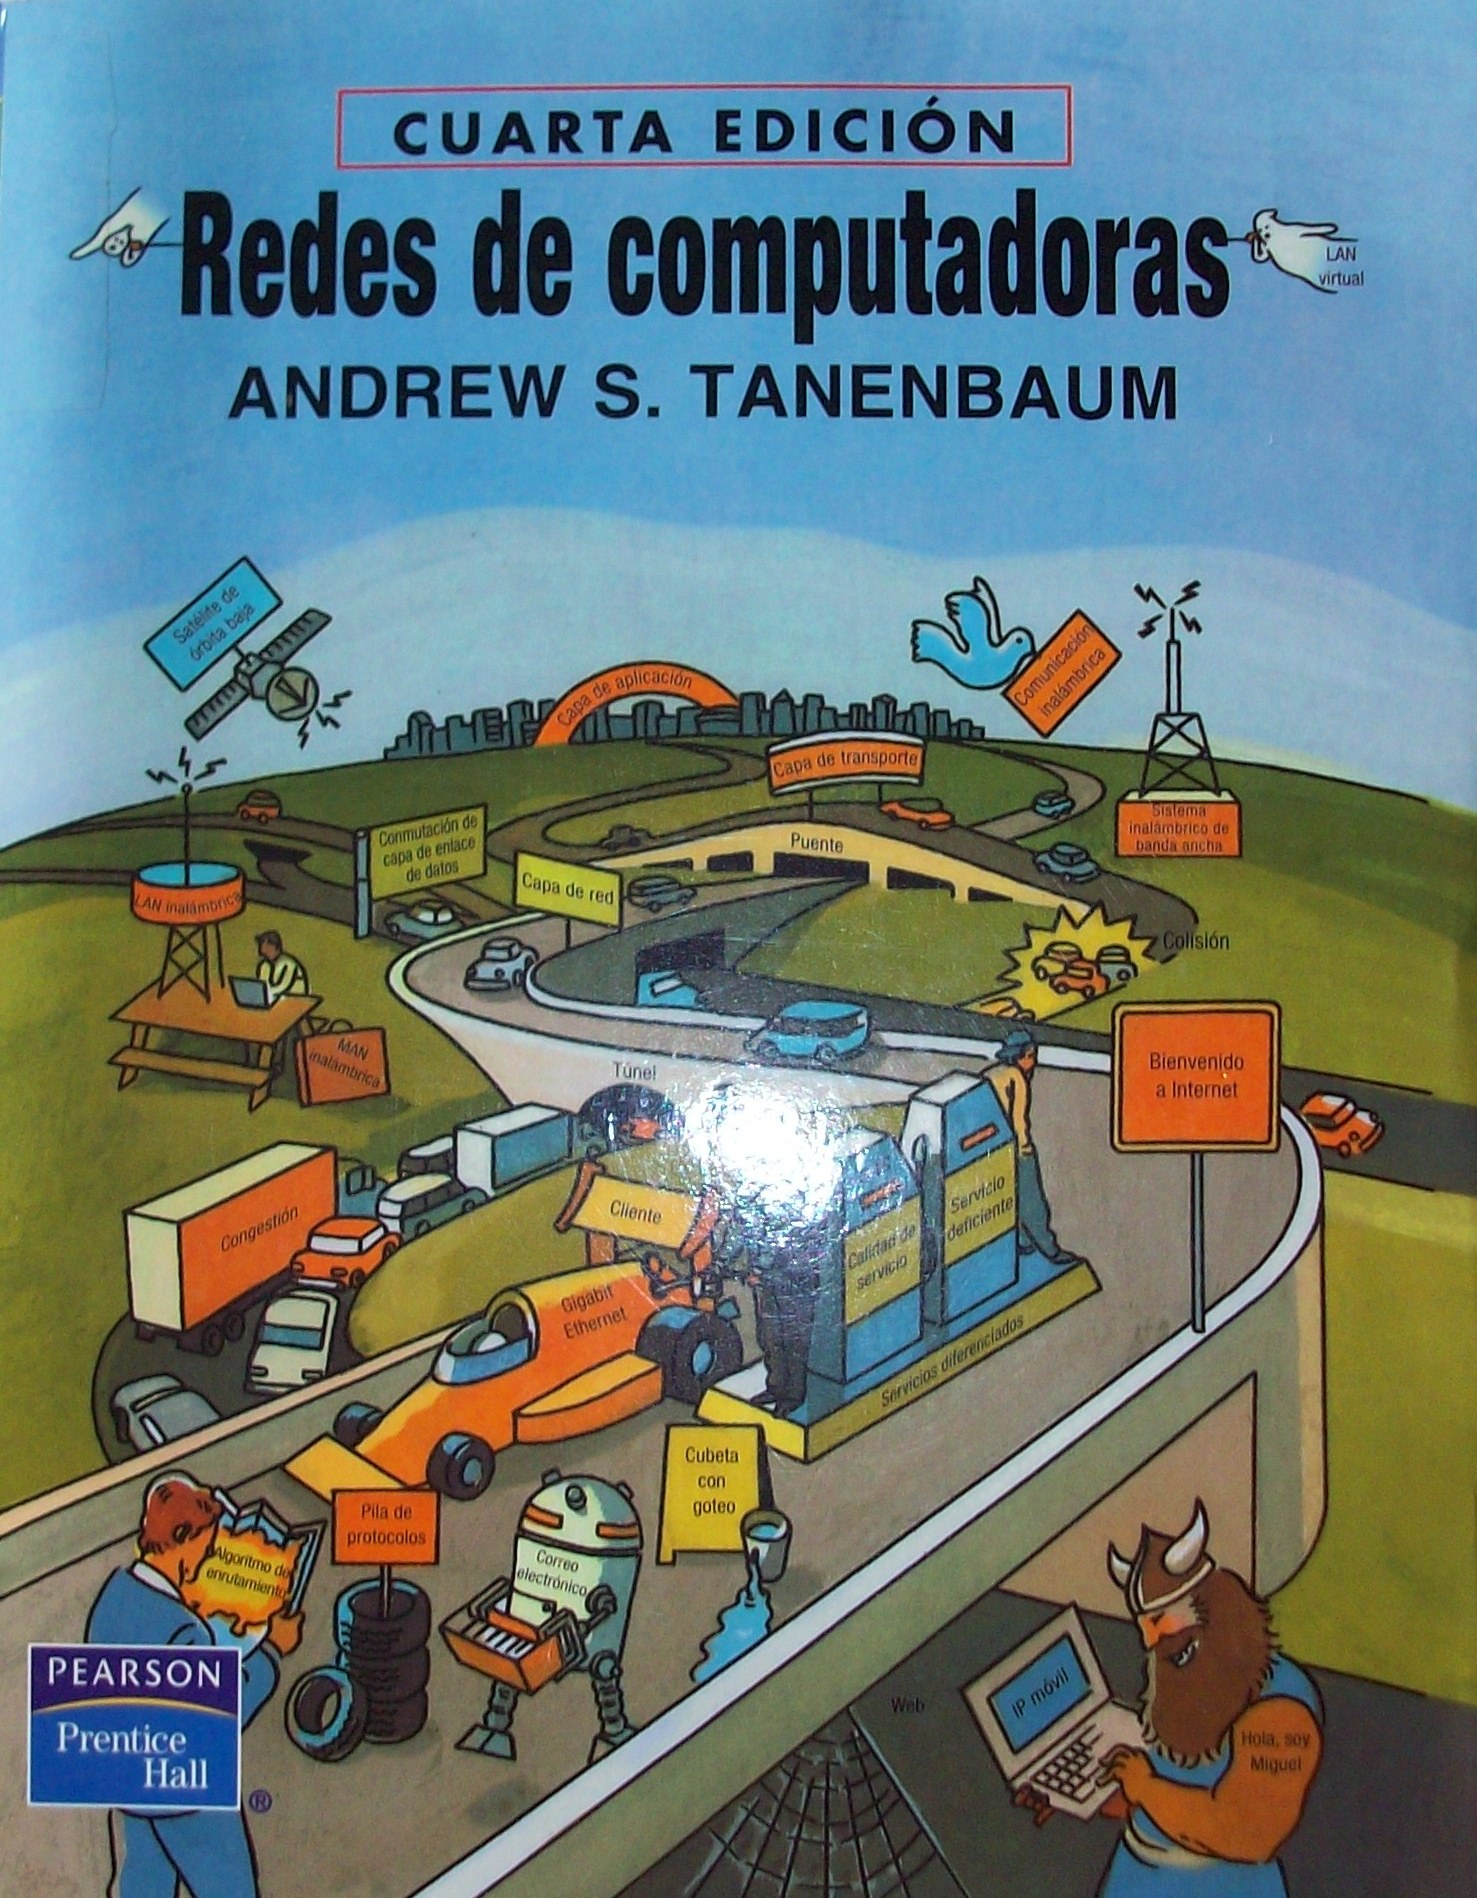 CUARTA EDICIÓN
Redes de computadoras
LAN
virtual
ANDREW S. TANENBAUM
Satélite de
órbita baja
Comunicación
inalámbrica
Capa de aplicación
Capa de transporte
Sistema
inalámbrico de
banda ancha
Conmutación de
capa de enlace
de datos
Puente
Capa de red
LAN inalámbrica
Colisión
MAN
inalámbrica
Túnel
Bienvenido
a Internet
Congestión
Cliente
Servicio
deficiente
Calidad de
servicio
Gigabit
Ethernet
Servicios diferenciados
Cubeta
con
goteo
Pila de
protocolos
Algoritmo de
enrutamiento
Correo
electrónico
PEARSON
Prentice
Hall
®
Web
IP móvil
Hola, soy
Miguel